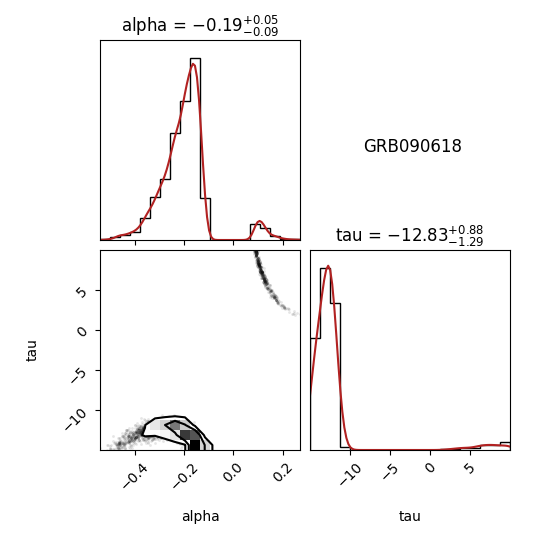 alpha = −0.19+0.05−0.09
GRB090618
tau = −12.83+0.88−1.29
tau
5
0
−5
−10
−0.4 −0.2 0.0 0.2
−10 −5 0 5
alpha tau